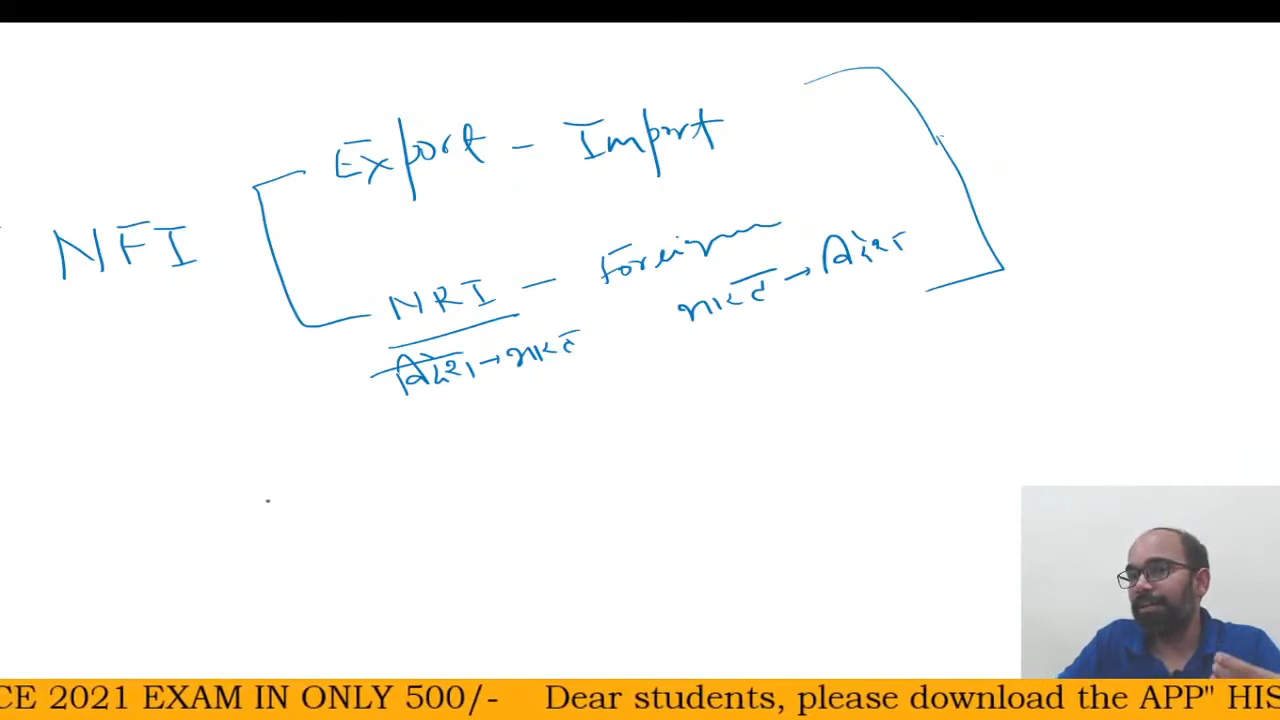 Export - Import
NFI
NRI - Foreigner
विदेश → भारत
भारत → विदेश
CE 2021 EXAM IN ONLY 500/- Dear students, please download the APP" HIS